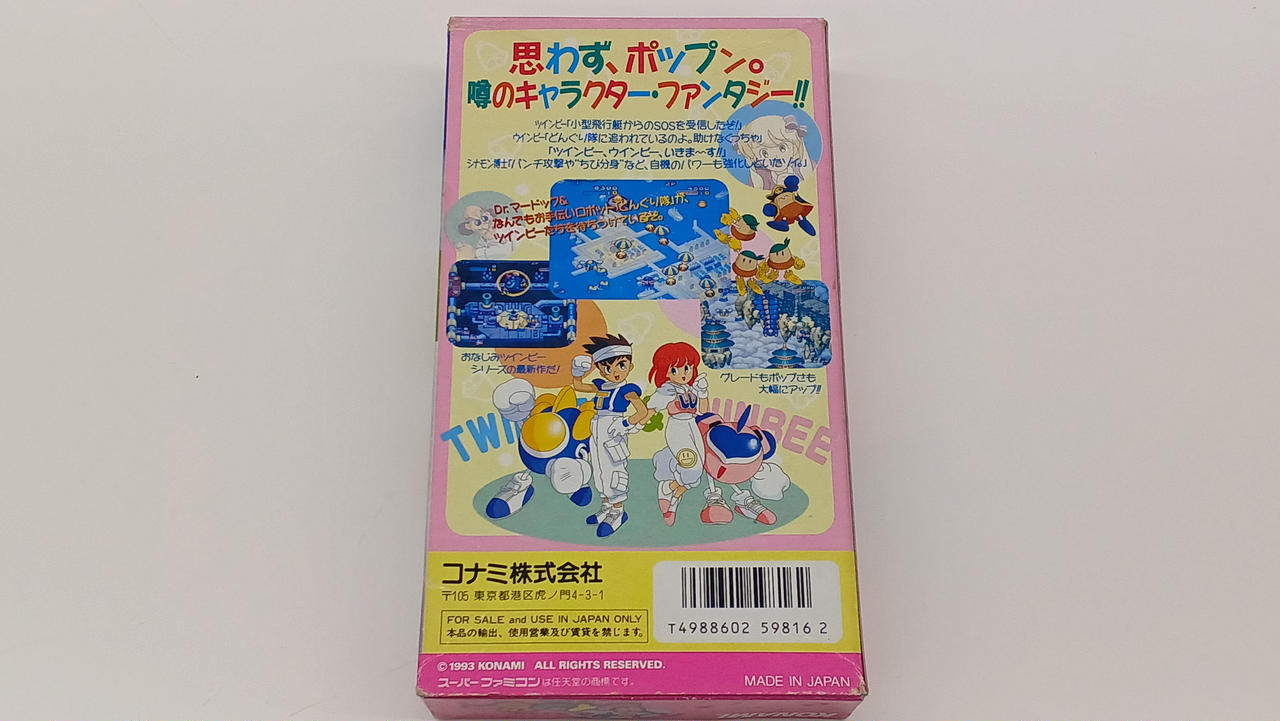 思わず、ポップン。
噂のキャラクター・ファンタジー!!
ツインビー「小型飛行艇からのSOSを受信したぞ!」
ウインビー「どんぐり隊に追われているのよ。助けなくっちゃ」
「ツインビー、ウインビー、いきま〜す!!」
シナモン博士「パンチ攻撃や"ちび分身"など、自機のパワーも強化しといたゾィ。」
Dr.マードック&
なんでもお手伝いロボット「どんぐり隊」が、
ツインビーたちを待ちうけているぞ。
おなじみツインビー
シリーズの最新作だ!
グレードもポップさも
大幅にアップ!!
TWI
WINBEE
コナミ株式会社
〒105 東京都港区虎ノ門4-3-1
FOR SALE and USE IN JAPAN ONLY
本品の輸出、使用営業及び賃貸を禁じます。
T4988602 59816 2
©1993 KONAMI ALL RIGHTS RESERVED.
スーパーファミコンは任天堂の商標です。
MADE IN JAPAN
KONAMI